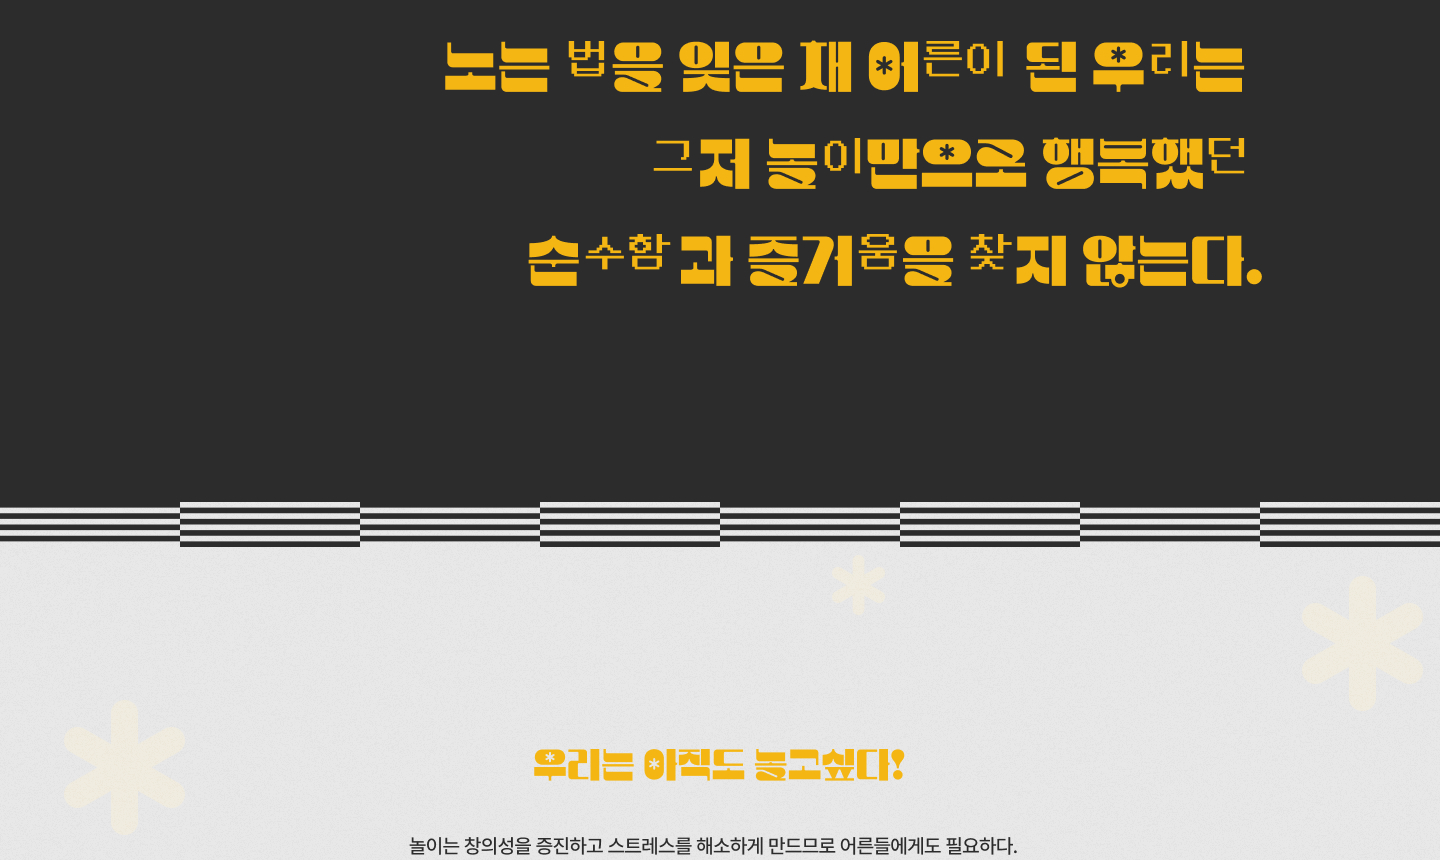 노는 법을 잊은 채 어른이 된 우리는
그저 놀이만으로 행복했던
순수함과 즐거움을 찾지 않는다.
우리는 아직도 놀고싶다!
놀이는 창의성을 증진하고 스트레스를 해소하게 만드므로 어른들에게도 필요하다.